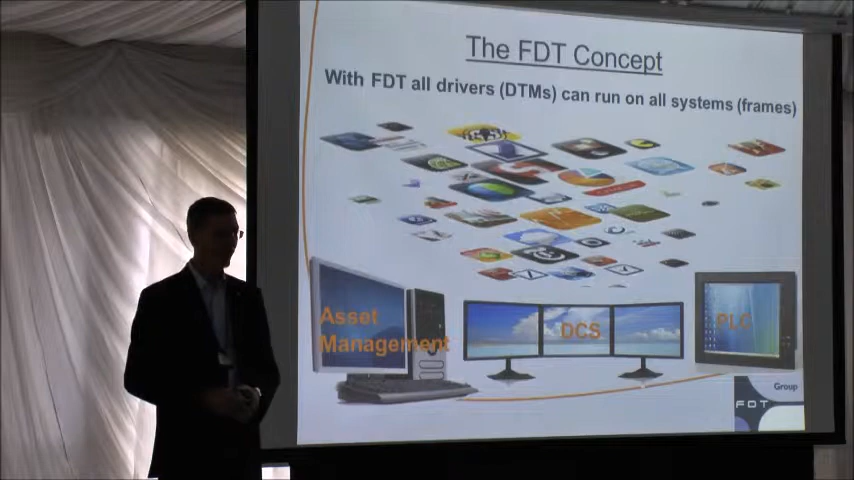 The FDT Concept
With FDT all drivers (DTMs) can run on all systems (frames)
Asset
Management
DCS
PLC
Group
FDT